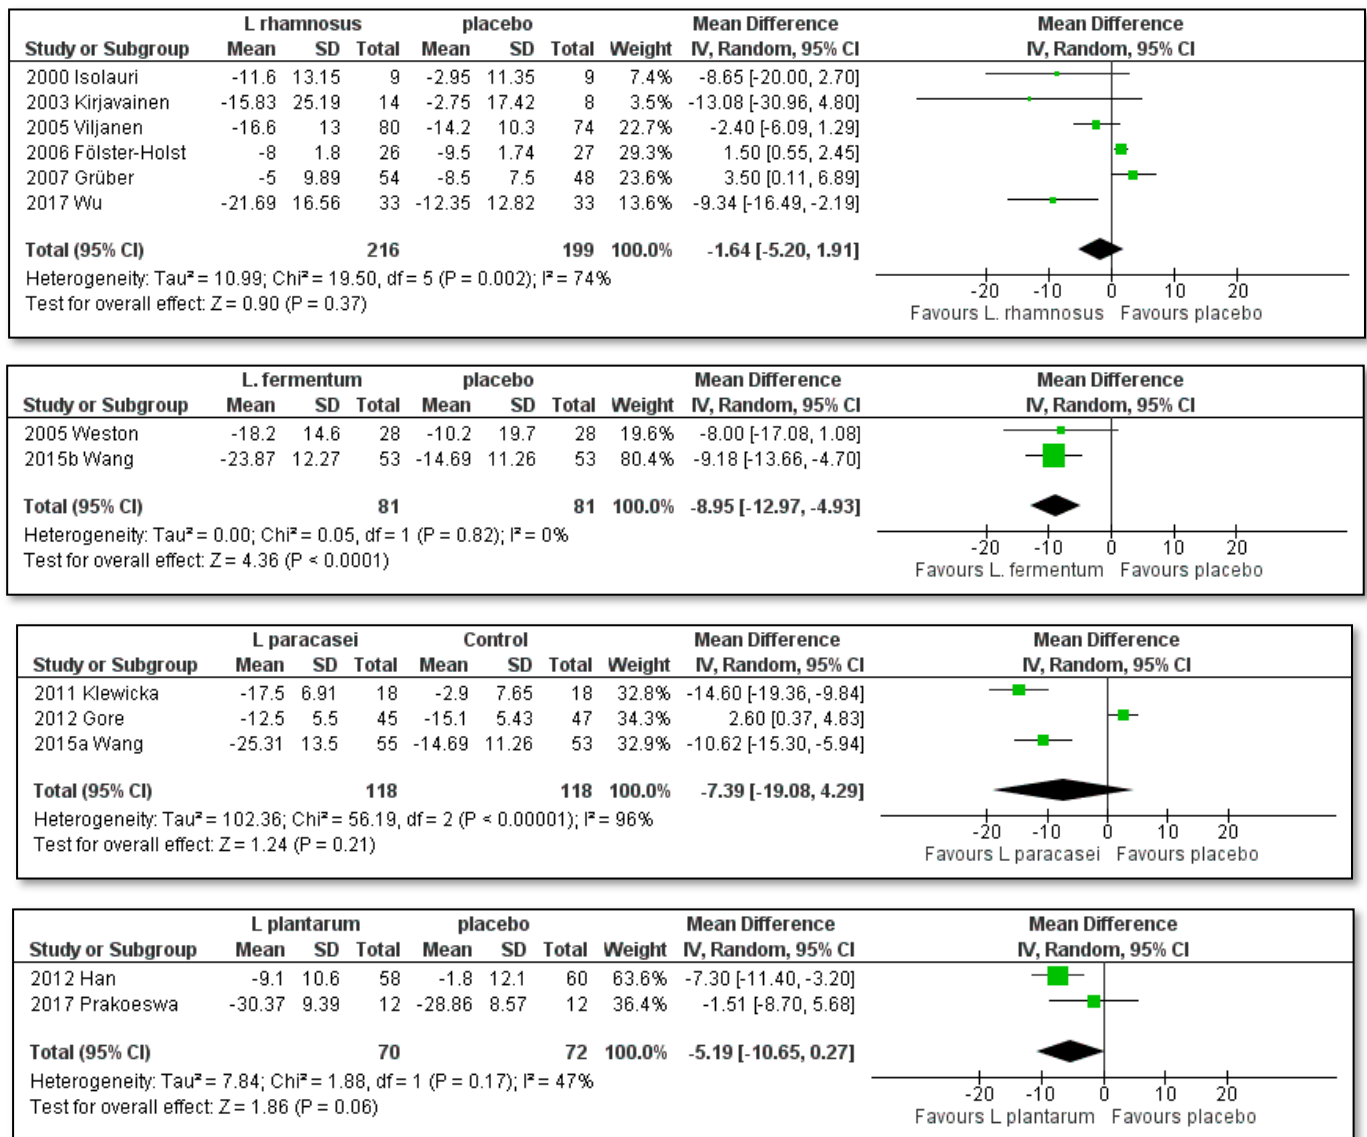 L rhamnosus placebo Mean Difference Mean Difference
Study or Subgroup Mean SD Total Mean SD Total Weight IV, Random, 95% CI IV, Random, 95% CI
2000 Isolauri -11.6 13.15 9 -2.95 11.35 9 7.4% -8.65 [-20.00, 2.70]
2003 Kirjavainen -15.83 25.19 14 -2.75 17.42 8 3.5% -13.08 [-30.96, 4.80]
2005 Viljanen -16.6 13 80 -14.2 10.3 74 22.7% -2.40 [-6.09, 1.29]
2006 Fölster-Holst -8 1.8 26 -9.5 1.74 27 29.3% 1.50 [0.55, 2.45]
2007 Grüber -5 9.89 54 -8.5 7.5 48 23.6% 3.50 [0.11, 6.89]
2017 Wu -21.69 16.56 33 -12.35 12.82 33 13.6% -9.34 [-16.49, -2.19]
Total (95% CI) 216 199 100.0% -1.64 [-5.20, 1.91]
Heterogeneity: Tau² = 10.99; Chi² = 19.50, df = 5 (P = 0.002); I² = 74%
Test for overall effect: Z = 0.90 (P = 0.37)
-20 -10 0 10 20
Favours L. rhamnosus Favours placebo
L. fermentum placebo Mean Difference Mean Difference
Study or Subgroup Mean SD Total Mean SD Total Weight IV, Random, 95% CI IV, Random, 95% CI
2005 Weston -18.2 14.6 28 -10.2 19.7 28 19.6% -8.00 [-17.08, 1.08]
2015b Wang -23.87 12.27 53 -14.69 11.26 53 80.4% -9.18 [-13.66, -4.70]
Total (95% CI) 81 81 100.0% -8.95 [-12.97, -4.93]
Heterogeneity: Tau² = 0.00; Chi² = 0.05, df = 1 (P = 0.82); I² = 0%
Test for overall effect: Z = 4.36 (P < 0.0001)
-20 -10 0 10 20
Favours L. fermentum Favours placebo
L paracasei Control Mean Difference Mean Difference
Study or Subgroup Mean SD Total Mean SD Total Weight IV, Random, 95% CI IV, Random, 95% CI
2011 Klewicka -17.5 6.91 18 -2.9 7.65 18 32.8% -14.60 [-19.36, -9.84]
2012 Gore -12.5 5.5 45 -15.1 5.43 47 34.3% 2.60 [0.37, 4.83]
2015a Wang -25.31 13.5 55 -14.69 11.26 53 32.9% -10.62 [-15.30, -5.94]
Total (95% CI) 118 118 100.0% -7.39 [-19.08, 4.29]
Heterogeneity: Tau² = 102.36; Chi² = 56.19, df = 2 (P < 0.00001); I² = 96%
Test for overall effect: Z = 1.24 (P = 0.21)
-20 -10 0 10 20
Favours L paracasei Favours placebo
L plantarum placebo Mean Difference Mean Difference
Study or Subgroup Mean SD Total Mean SD Total Weight IV, Random, 95% CI IV, Random, 95% CI
2012 Han -9.1 10.6 58 -1.8 12.1 60 63.6% -7.30 [-11.40, -3.20]
2017 Prakoeswa -30.37 9.39 12 -28.86 8.57 12 36.4% -1.51 [-8.70, 5.68]
Total (95% CI) 70 72 100.0% -5.19 [-10.65, 0.27]
Heterogeneity: Tau² = 7.84; Chi² = 1.88, df = 1 (P = 0.17); I² = 47%
Test for overall effect: Z = 1.86 (P = 0.06)
-20 -10 0 10 20
Favours L plantarum Favours placebo